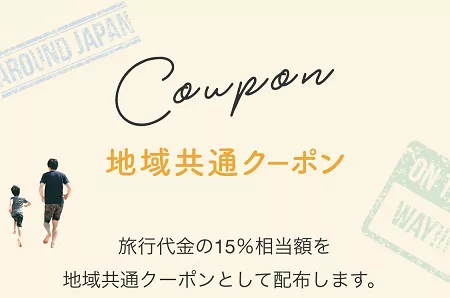 AROUND JAPAN
Coupon
地域共通クーポン
ON
WAY!!
旅行代金の15%相当額を
地域共通クーポンとして配布します。